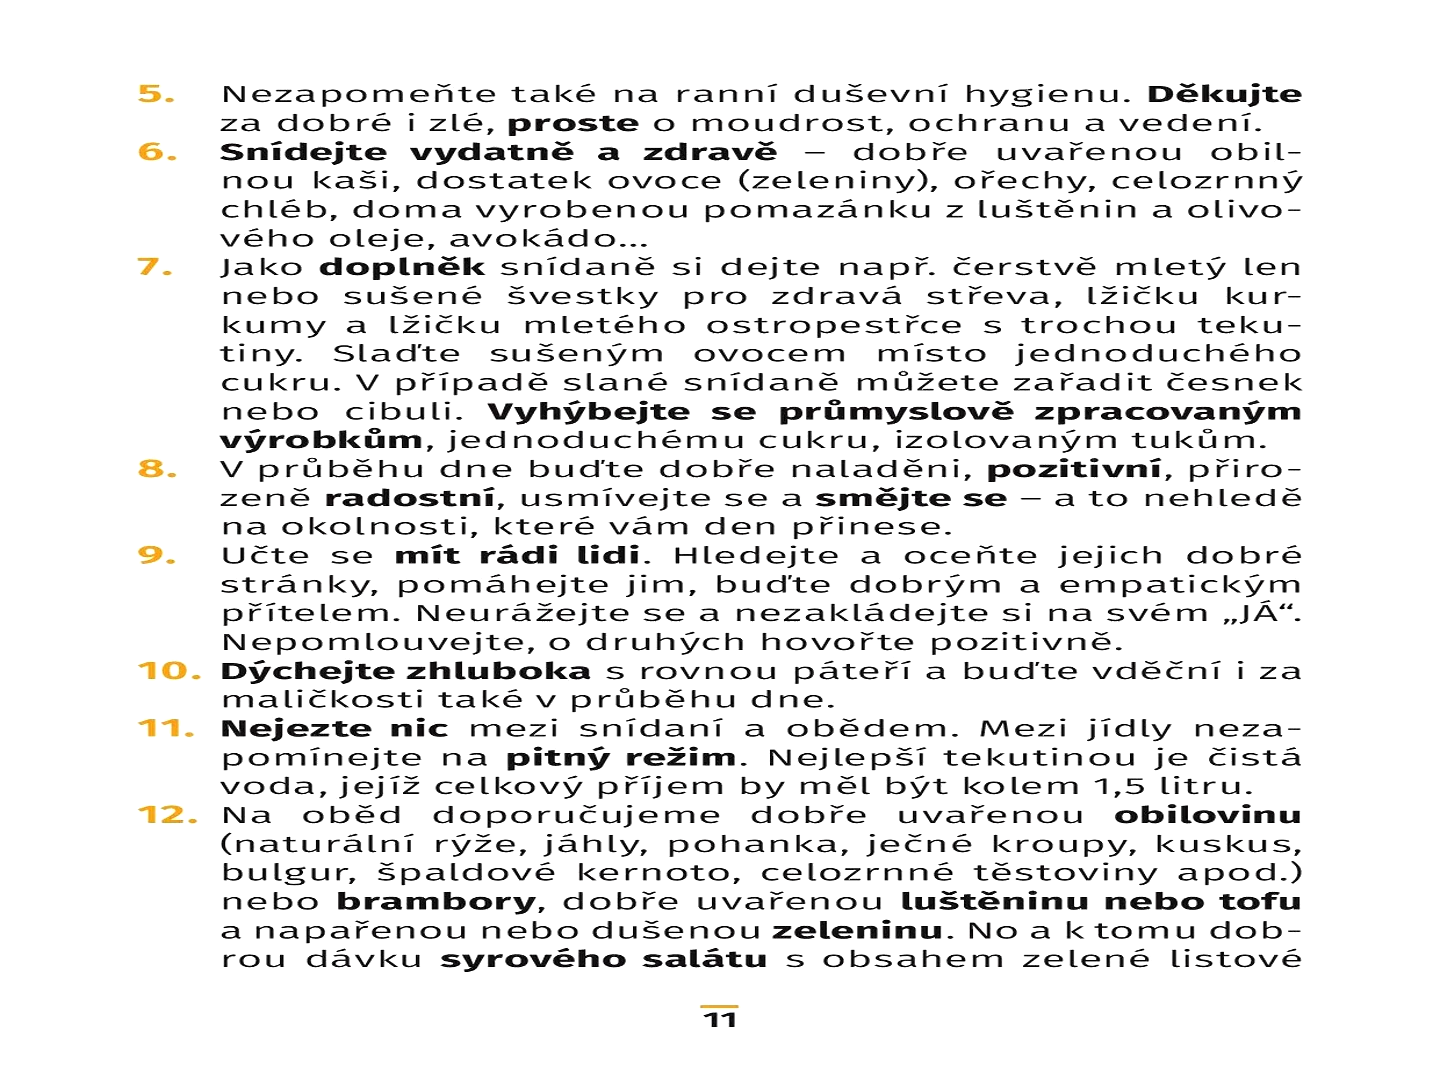 5. Nezapomeňte také na ranní duševní hygienu. Děkujte
za dobré i zlé, proste o moudrost, ochranu a vedení.
6. Snídejte vydatně a zdravě – dobře uvařenou obil-
nou kaši, dostatek ovoce (zeleniny), ořechy, celozrnný
chléb, doma vyrobenou pomazánku z luštěnin a olivo-
vého oleje, avokádo...
7. Jako doplněk snídaně si dejte např. čerstvě mletý len
nebo sušené švestky pro zdravá střeva, lžičku kur-
kumy a lžičku mletého ostropestřce s trochou teku-
tiny. Slaďte sušeným ovocem místo jednoduchého
cukru. V případě slané snídaně můžete zařadit česnek
nebo cibuli. Vyhýbejte se průmyslově zpracovaným
výrobkům, jednoduchému cukru, izolovaným tukům.
8. V průběhu dne buďte dobře naladěni, pozitivní, přiro-
zeně radostní, usmívejte se a smějte se – a to nehledě
na okolnosti, které vám den přinese.
9. Učte se mít rádi lidi. Hledejte a oceňte jejich dobré
stránky, pomáhejte jim, buďte dobrým a empatickým
přítelem. Neurážejte se a nezakládejte si na svém „JÁ“.
Nepomlouvejte, o druhých hovořte pozitivně.
10. Dýchejte zhluboka s rovnou páteří a buďte vděční i za
maličkosti také v průběhu dne.
11. Nejezte nic mezi snídaní a obědem. Mezi jídly neza-
pomínejte na pitný režim. Nejlepší tekutinou je čistá
voda, jejíž celkový příjem by měl být kolem 1,5 litru.
12. Na oběd doporučujeme dobře uvařenou obilovinu
(naturální rýže, jáhly, pohanka, ječné kroupy, kuskus,
bulgur, špaldové kernoto, celozrnné těstoviny apod.)
nebo brambory, dobře uvařenou luštěninu nebo tofu
a napařenou nebo dušenou zeleninu. No a k tomu dob-
rou dávku syrového salátu s obsahem zelené listové
11